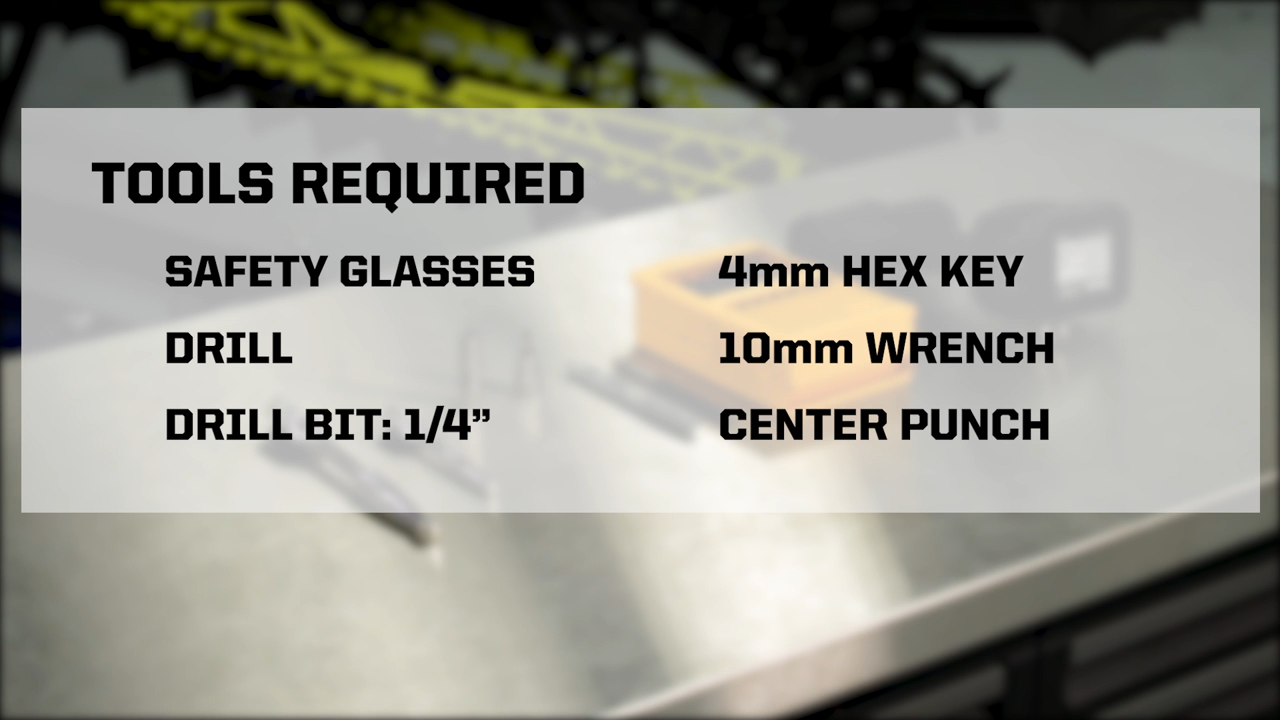 TOOLS REQUIRED
SAFETY GLASSES
DRILL
DRILL BIT: 1/4”
4mm HEX KEY
10mm WRENCH
CENTER PUNCH